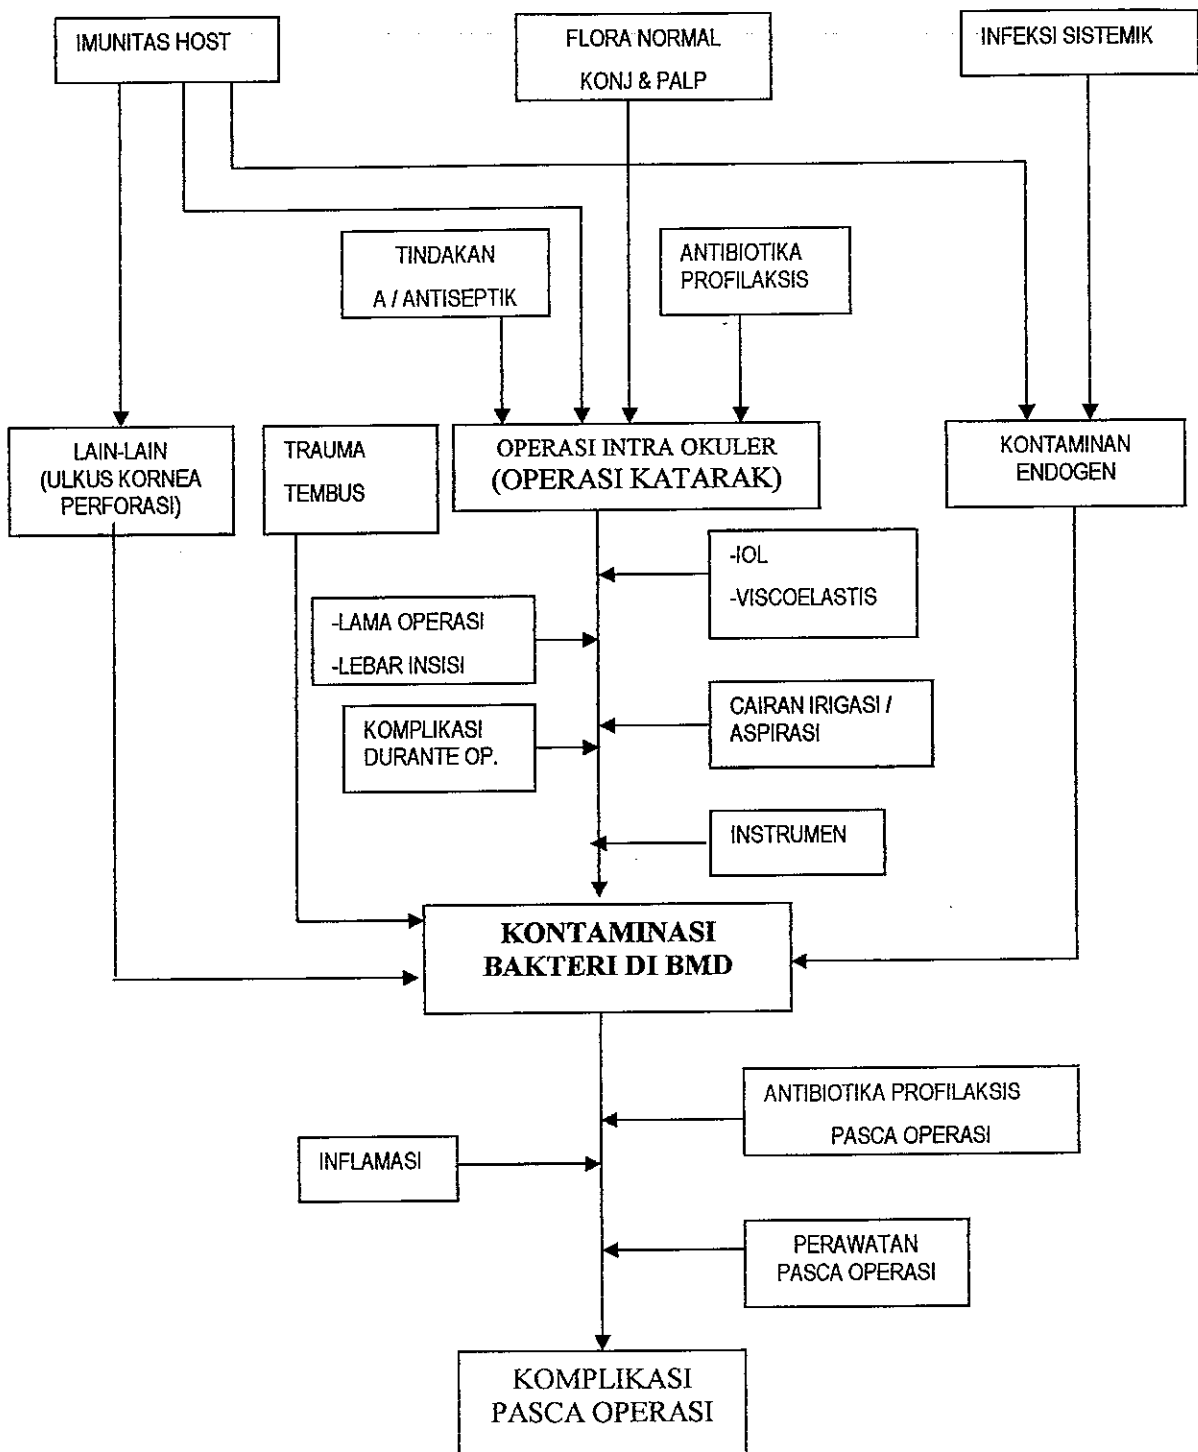 IMUNITAS HOST
FLORA NORMAL
KONJ & PALP
INFEKSI SISTEMIK
TINDAKAN
A / ANTISEPTIK
ANTIBIOTIKA
PROFILAKSIS
LAIN-LAIN
(ULKUS KORNEA
PERFORASI)
TRAUMA
TEMBUS
OPERASI INTRA OKULER
(OPERASI KATARAK)
KONTAMINAN
ENDOGEN
-IOL
-VISCOELASTIS
-LAMA OPERASI
-LEBAR INSISI
CAIRAN IRIGASI /
ASPIRASI
KOMPLIKASI
DURANTE OP.
INSTRUMEN
KONTAMINASI
BAKTERI DI BMD
ANTIBIOTIKA PROFILAKSIS
PASCA OPERASI
INFLAMASI
PERAWATAN
PASCA OPERASI
KOMPLIKASI
PASCA OPERASI